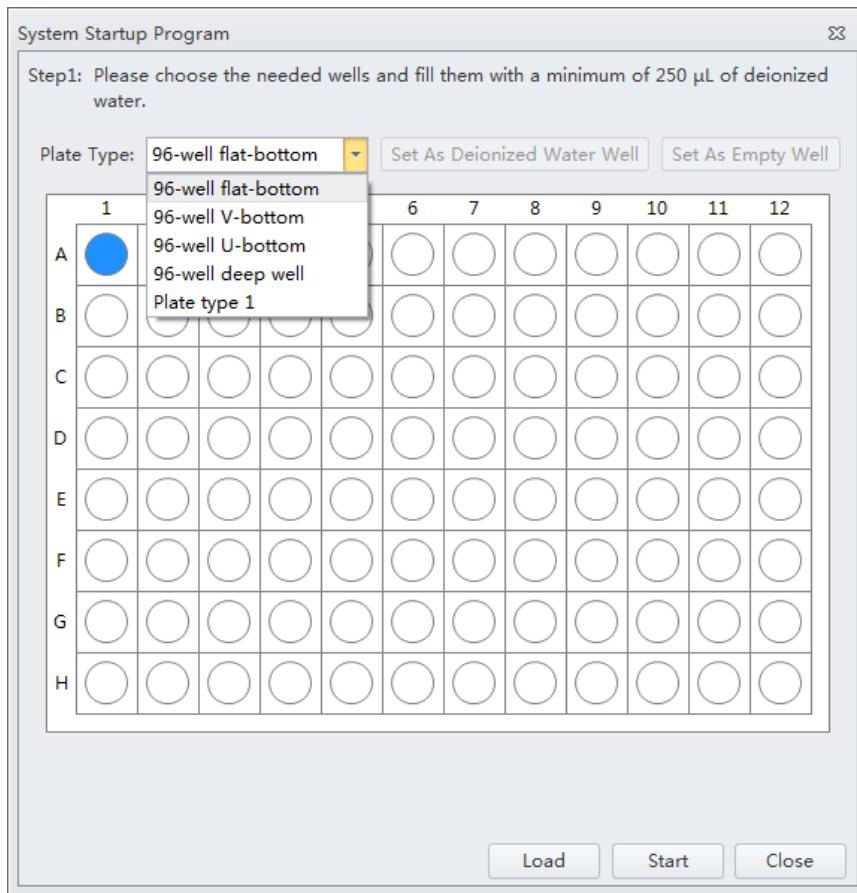 System Startup Program
Step1: Please choose the needed wells and fill them with a minimum of 250 µL of deionized
water.
Plate Type: 96-well flat-bottom Set As Deionized Water Well Set As Empty Well
96-well flat-bottom
96-well V-bottom
96-well U-bottom
96-well deep well
Plate type 1
1 6 7 8 9 10 11 12
A
B
C
D
E
F
G
H
Load Start Close